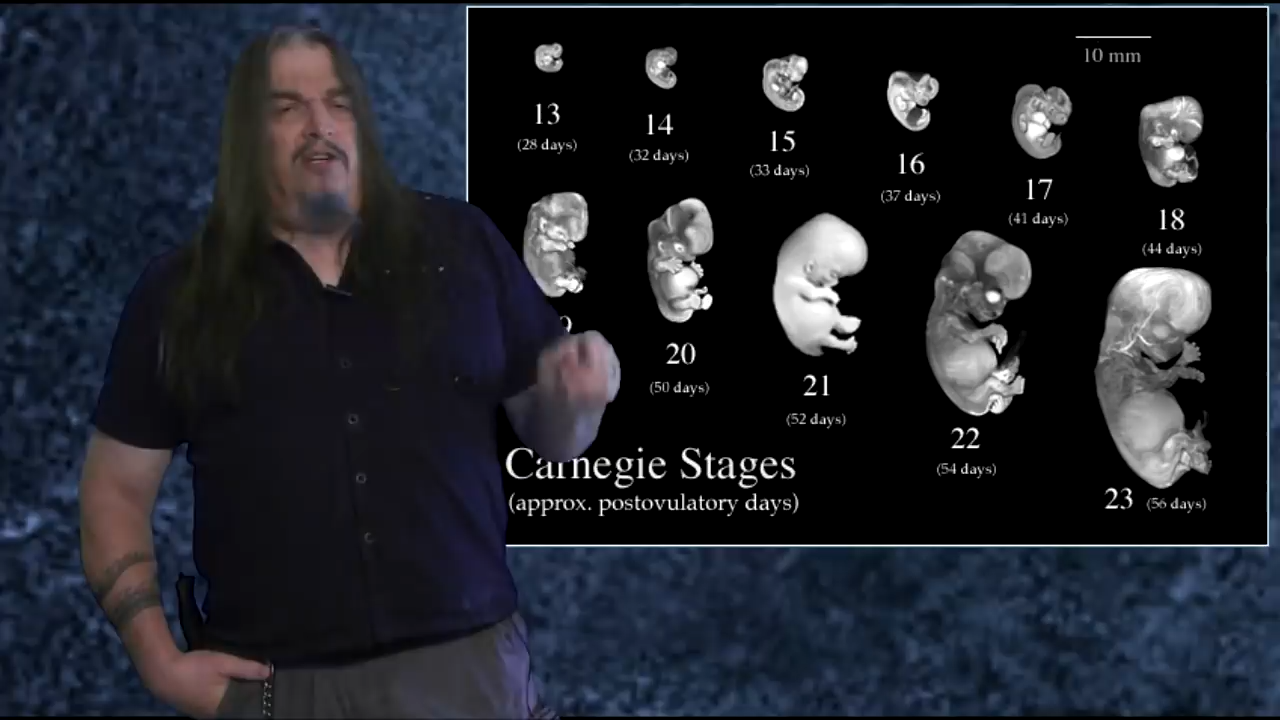 10 mm
13
(28 days)
14
(32 days)
15
(33 days)
16
(37 days)
17
(41 days)
18
(44 days)
20
(50 days)
21
(52 days)
22
(54 days)
23 (56 days)
Carnegie Stages
(approx. postovulatory days)